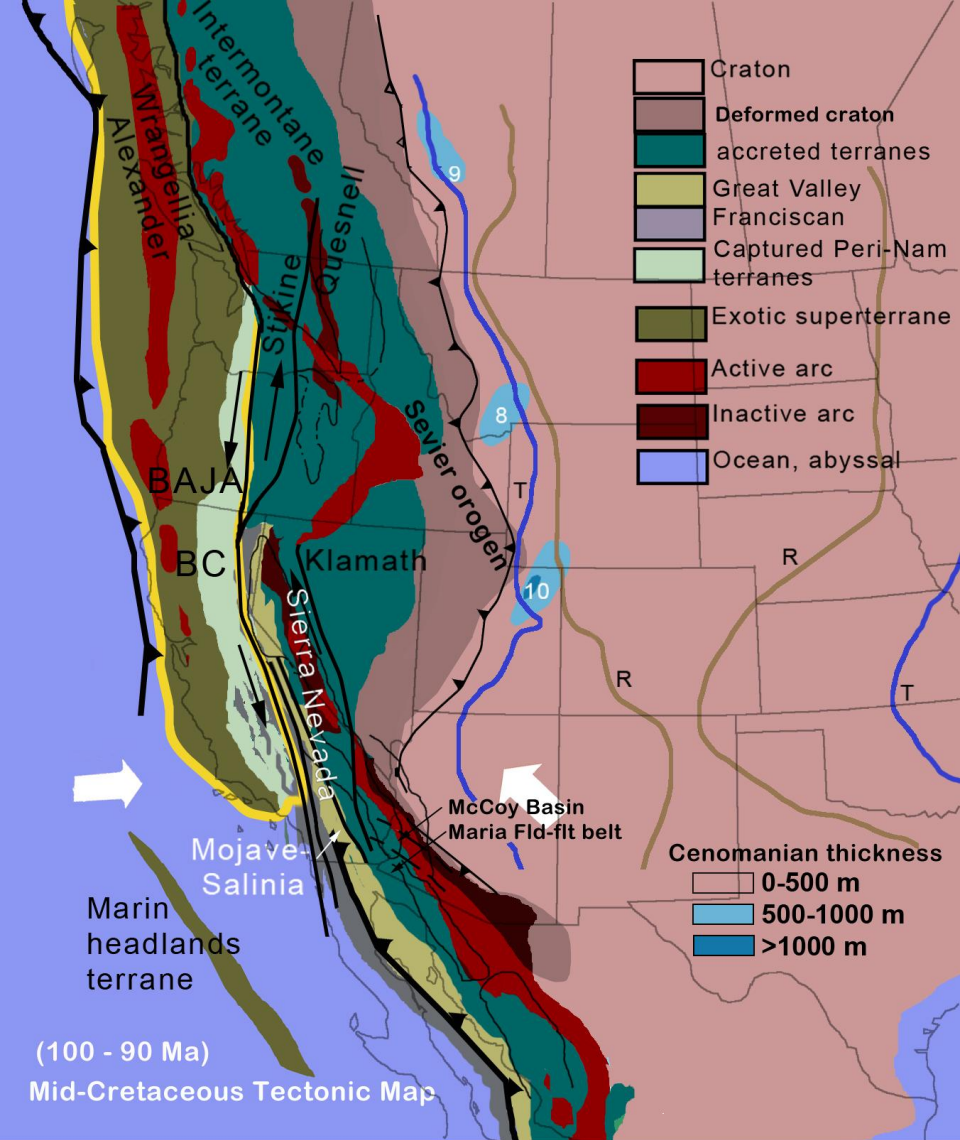 Intermontane
terrane
Wrangellia-
Alexander
Quesnell
Stikine
BAJA
BC
Klamath
Sierra Nevada
Sevier orogen
9
8
10
T
R
R
T
Craton
Deformed craton
accreted terranes
Great Valley
Franciscan
Captured Peri-Nam
terranes
Exotic superterrane
Active arc
Inactive arc
Ocean, abyssal
McCoy Basin
Maria Fld-flt belt
Mojave-
Salinia
Marin
headlands
terrane
Cenomanian thickness
0-500 m
500-1000 m
>1000 m
(100 - 90 Ma)
Mid-Cretaceous Tectonic Map